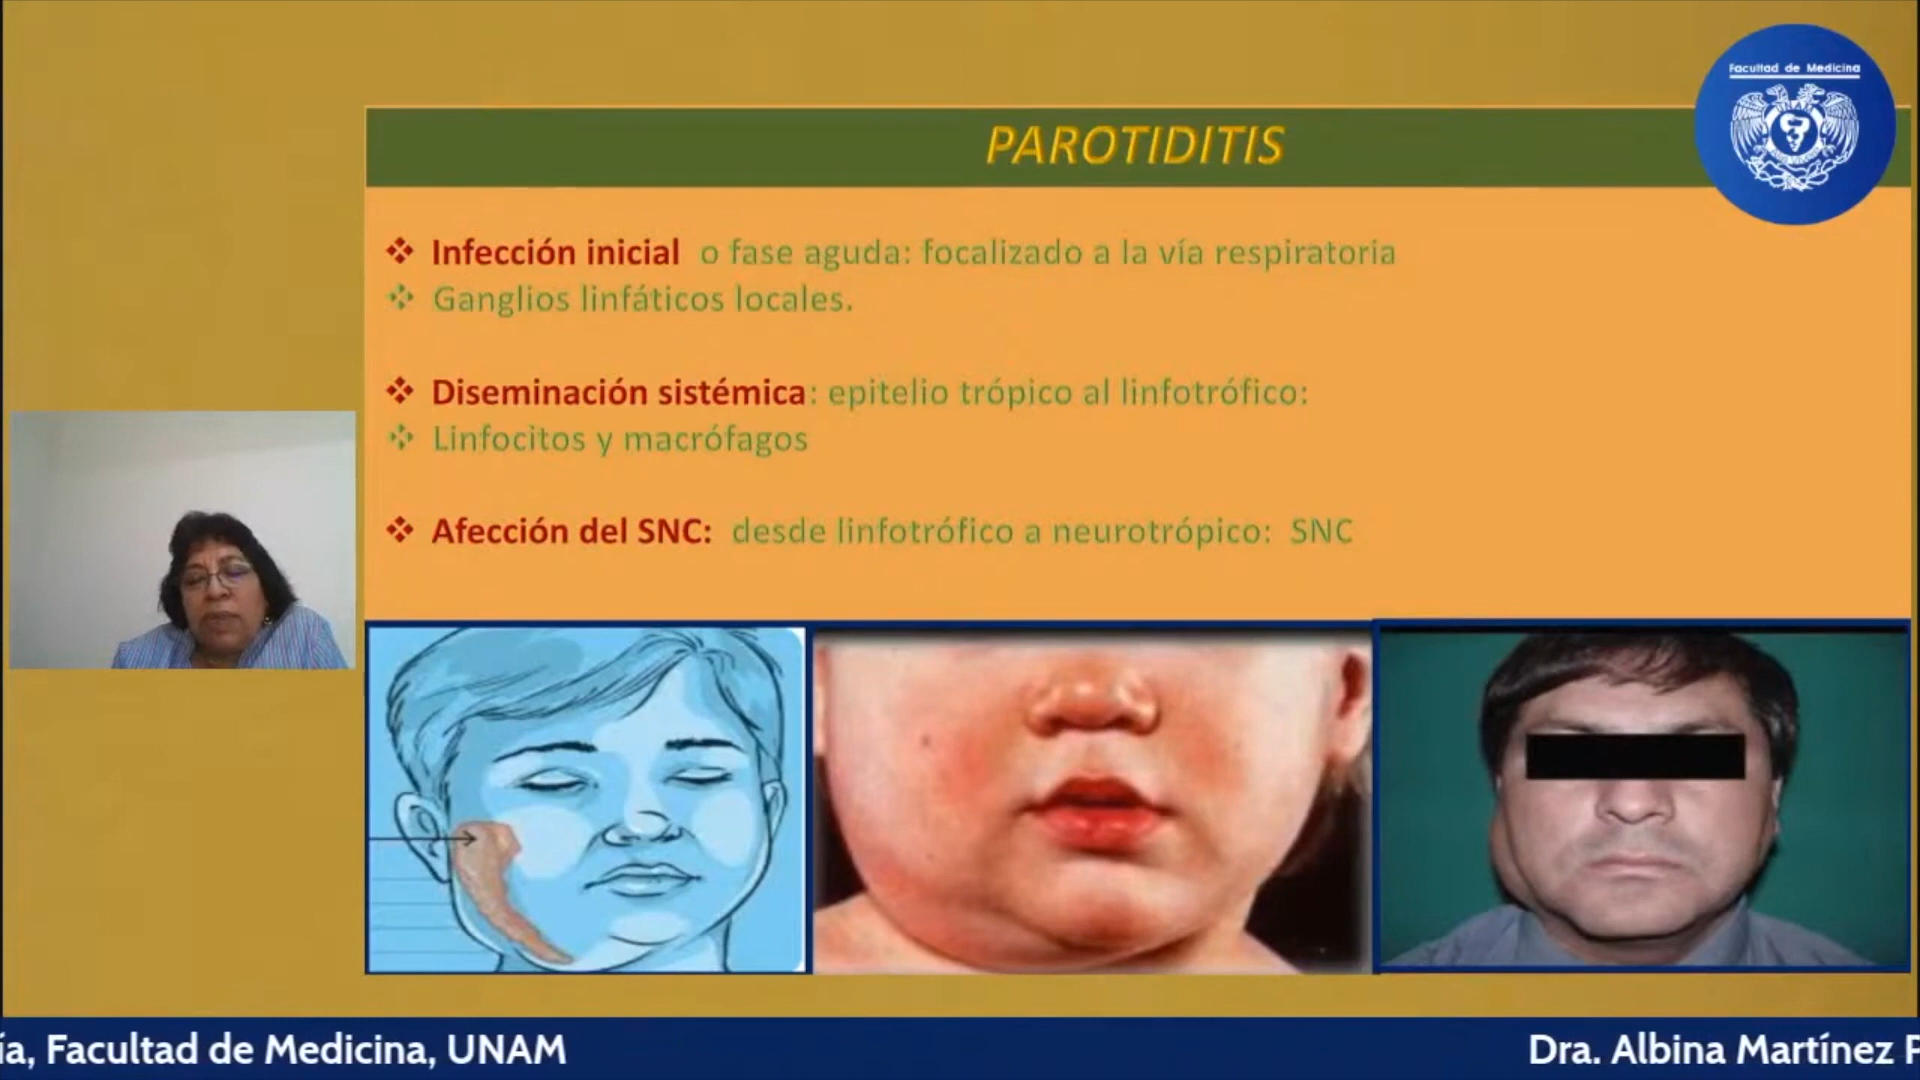 Facultad de Medicina
PAROTIDITIS
Infección inicial o fase aguda: focalizado a la vía respiratoria
Ganglios linfáticos locales.
Diseminación sistémica: epitelio trópico al linfotrófico:
Linfocitos y macrófagos
Afección del SNC: desde linfotrófico a neurotrópico: SNC
Facultad de Medicina, UNAM
Dra. Albina Martínez